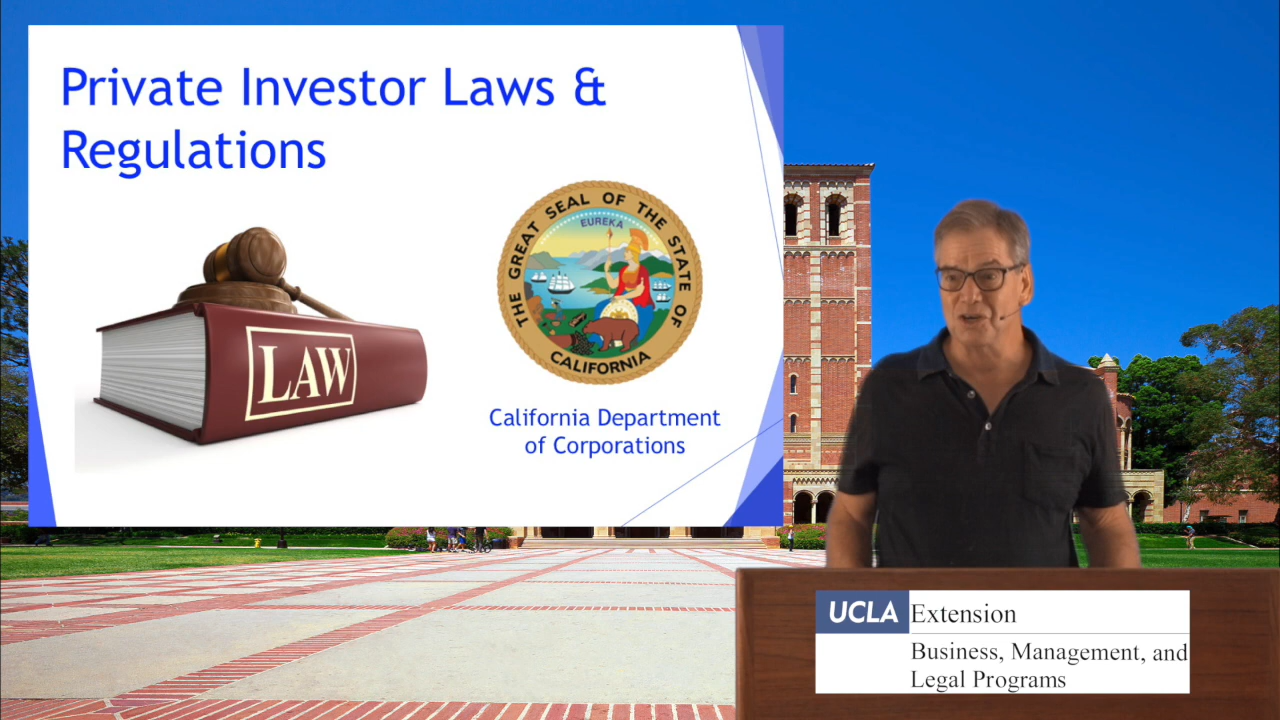 Private Investor Laws &
Regulations
THE GREAT SEAL OF THE STATE OF CALIFORNIA
EUREKA
LAW
California Department
of Corporations
UCLA Extension
Business, Management, and
Legal Programs